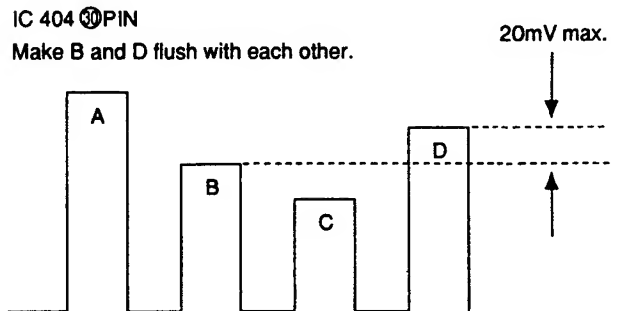 IC 404 ㉚PIN
Make B and D flush with each other.
20mV max.
A
B
C
D